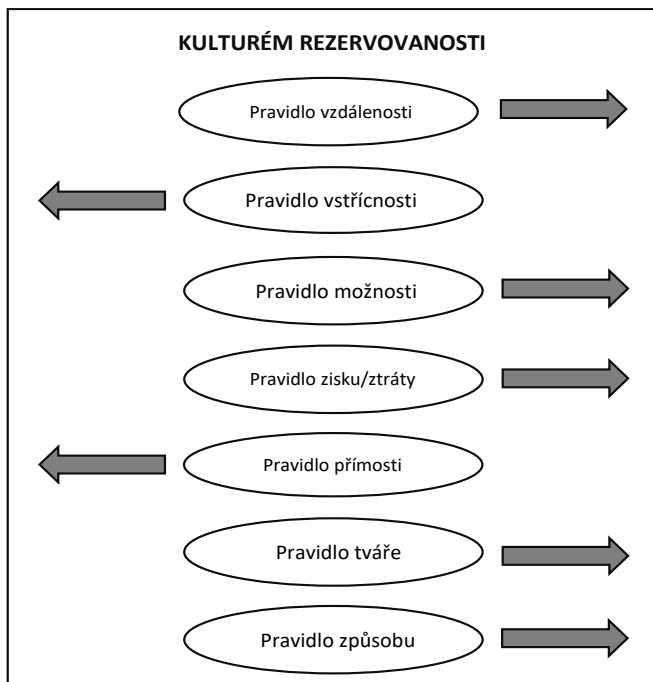 KULTURÉM REZERVOVANOSTI
Pravidlo vzdálenosti
Pravidlo vstřícnosti
Pravidlo možnosti
Pravidlo zisku/ztráty
Pravidlo přímosti
Pravidlo tváře
Pravidlo způsobu